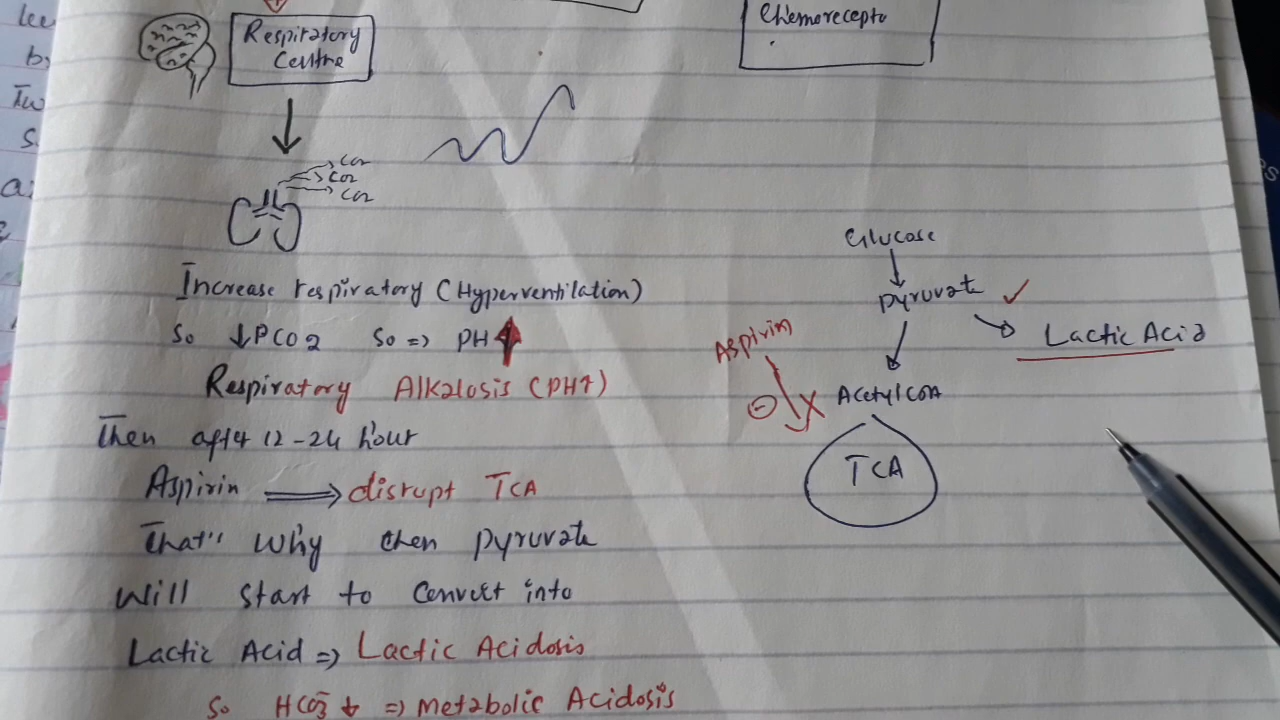 Respiratory
Centre
Chemorecepto
Co2
Co2
Co2
Increase respiratory (Hyperventilation)
So ↓PCO2 So => PH ↑
Respiratory Alkalosis (PH↑)
Then aft4 12-24 hour
Aspirin ⟹ disrupt TCA
That's why then pyruvate
will start to convert into
Lactic Acid => Lactic Acidosis
So HCO3- ↓ => Metabolic Acidosis
Glucose
pyruvate ✓
Lactic Acid
Aspirin
Acetyl COA
TCA